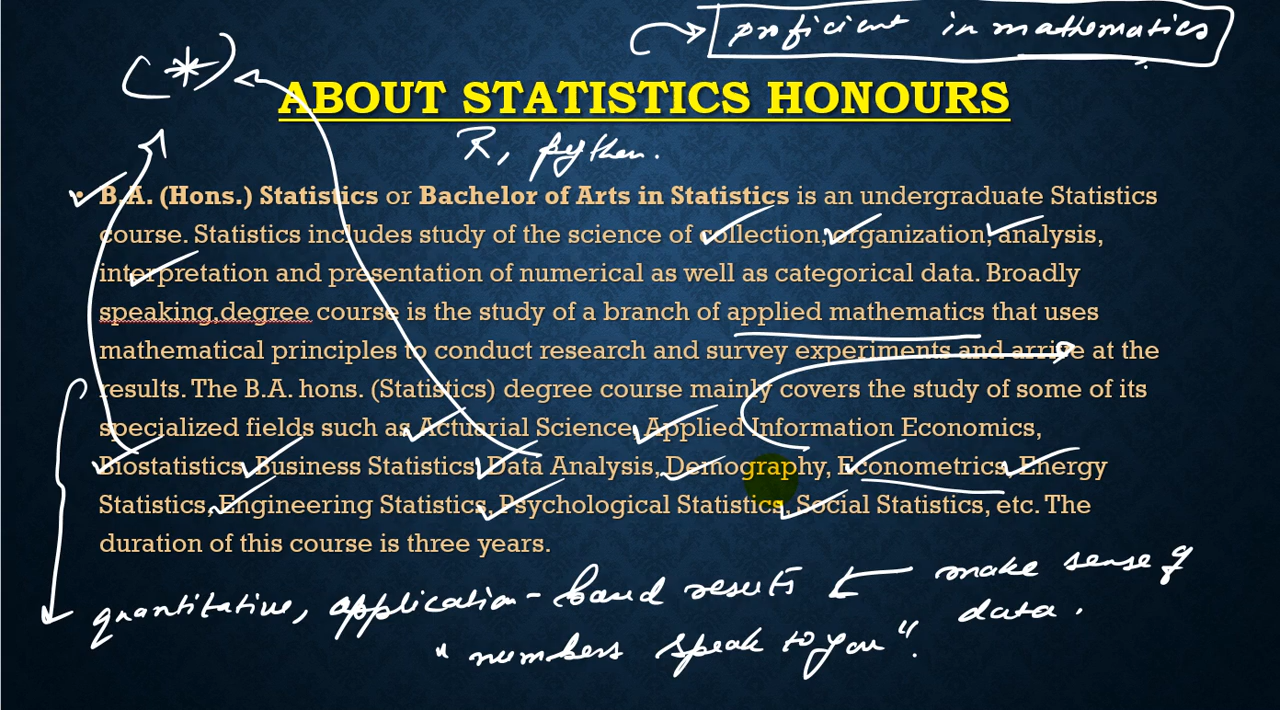 proficient in mathematics
(*)
ABOUT STATISTICS HONOURS
R, python.
• B.A. (Hons.) Statistics or Bachelor of Arts in Statistics is an undergraduate Statistics
course. Statistics includes study of the science of collection, organization, analysis,
interpretation and presentation of numerical as well as categorical data. Broadly
speaking,degree course is the study of a branch of applied mathematics that uses
mathematical principles to conduct research and survey experiments and arrive at the
results. The B.A. hons. (Statistics) degree course mainly covers the study of some of its
specialized fields such as Actuarial Science, Applied Information Economics,
Biostatistics, Business Statistics, Data Analysis, Demography, Econometrics, Energy
Statistics, Engineering Statistics, Psychological Statistics, Social Statistics, etc. The
duration of this course is three years.
quantitative, application-based results ← make sense of
data.
"numbers speak to you".